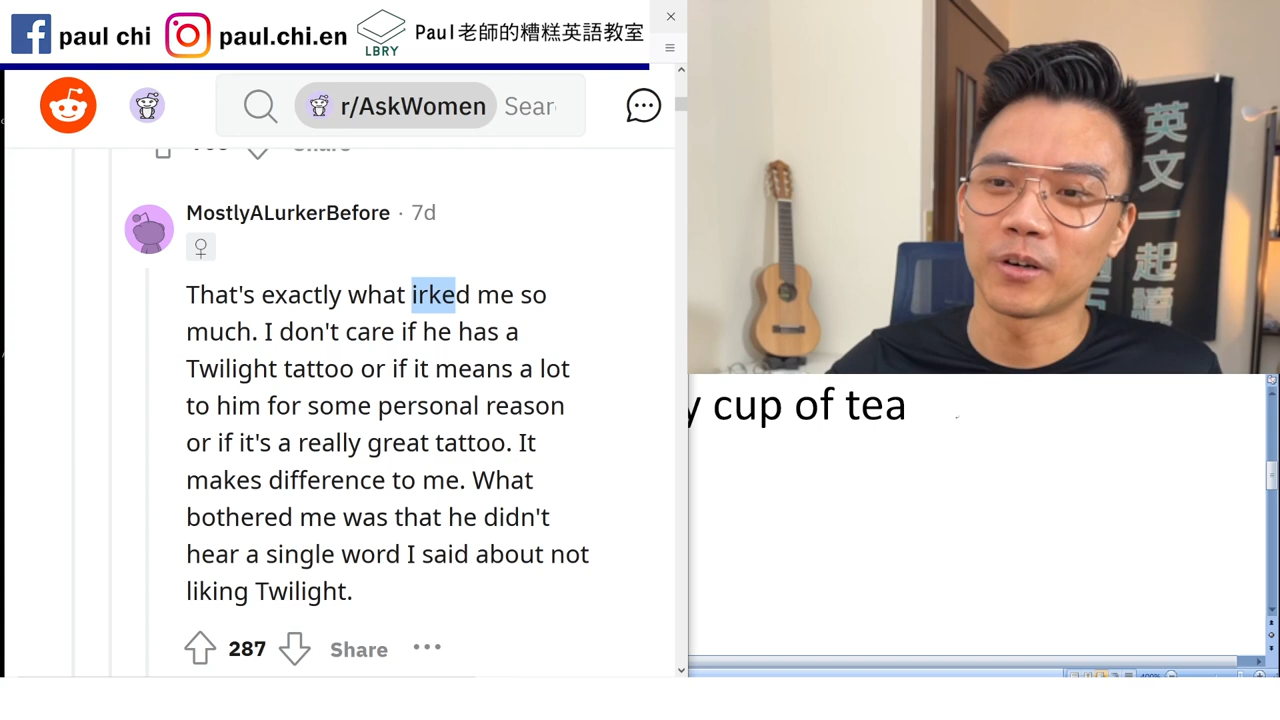 paul chi
paul.chi.en
LBRY
Paul老師的糟糕英語教室
r/AskWomen
Sear
Share
MostlyALurkerBefore · 7d
That's exactly what irked me so
much. I don't care if he has a
Twilight tattoo or if it means a lot
to him for some personal reason
or if it's a really great tattoo. It
makes difference to me. What
bothered me was that he didn't
hear a single word I said about not
liking Twilight.
287
Share
y cup of tea
英文一起
讀
400%